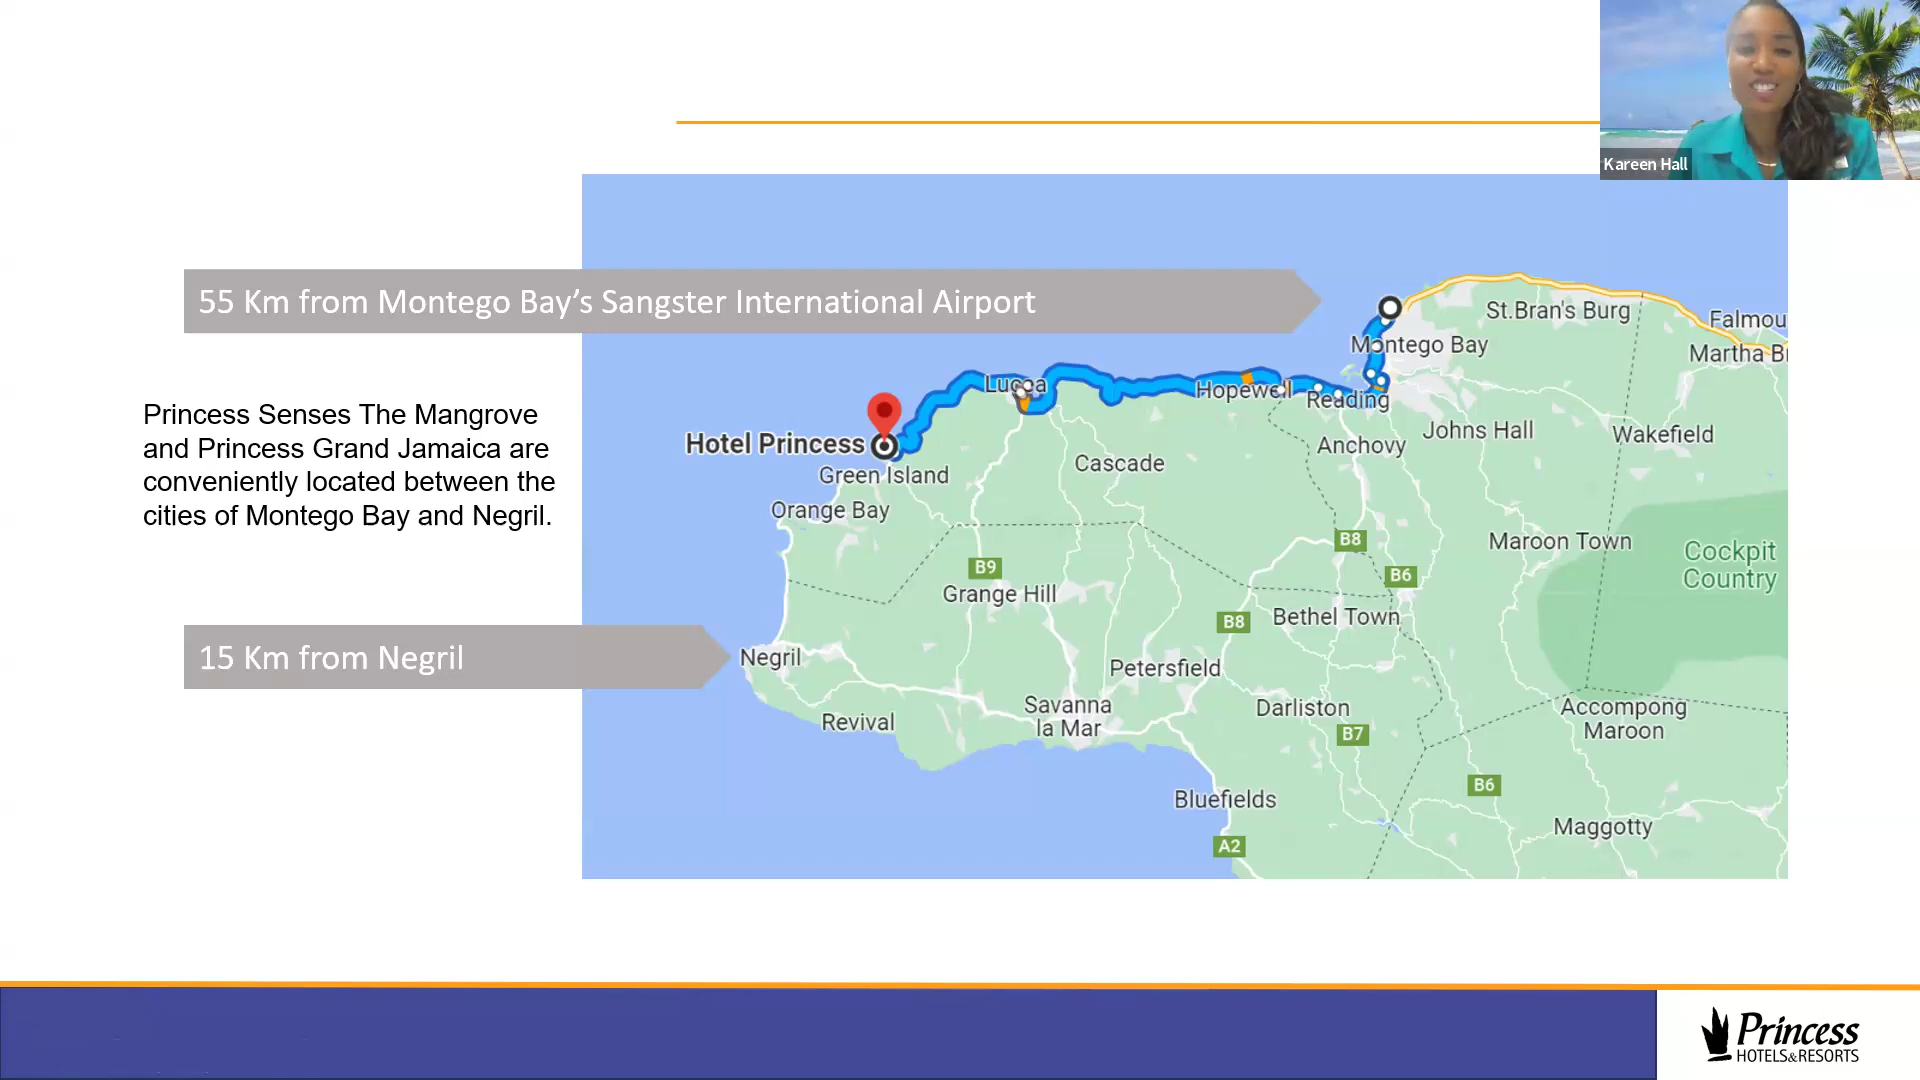 Kareen Hall
55 Km from Montego Bay’s Sangster International Airport
St.Bran's Burg
Falmou
Montego Bay
Martha Br
Lucea
Hopewell
Reading
Princess Senses The Mangrove
and Princess Grand Jamaica are
conveniently located between the
cities of Montego Bay and Negril.
Hotel Princess
Green Island
Orange Bay
Cascade
Anchovy
Johns Hall
Wakefield
B8
Maroon Town
Cockpit
Country
B9
B6
Grange Hill
B8
Bethel Town
15 Km from Negril
Negril
Petersfield
Revival
Savanna
la Mar
Darliston
B7
Accompong
Maroon
Bluefields
B6
Maggotty
A2
Princess
HOTELS&RESORTS